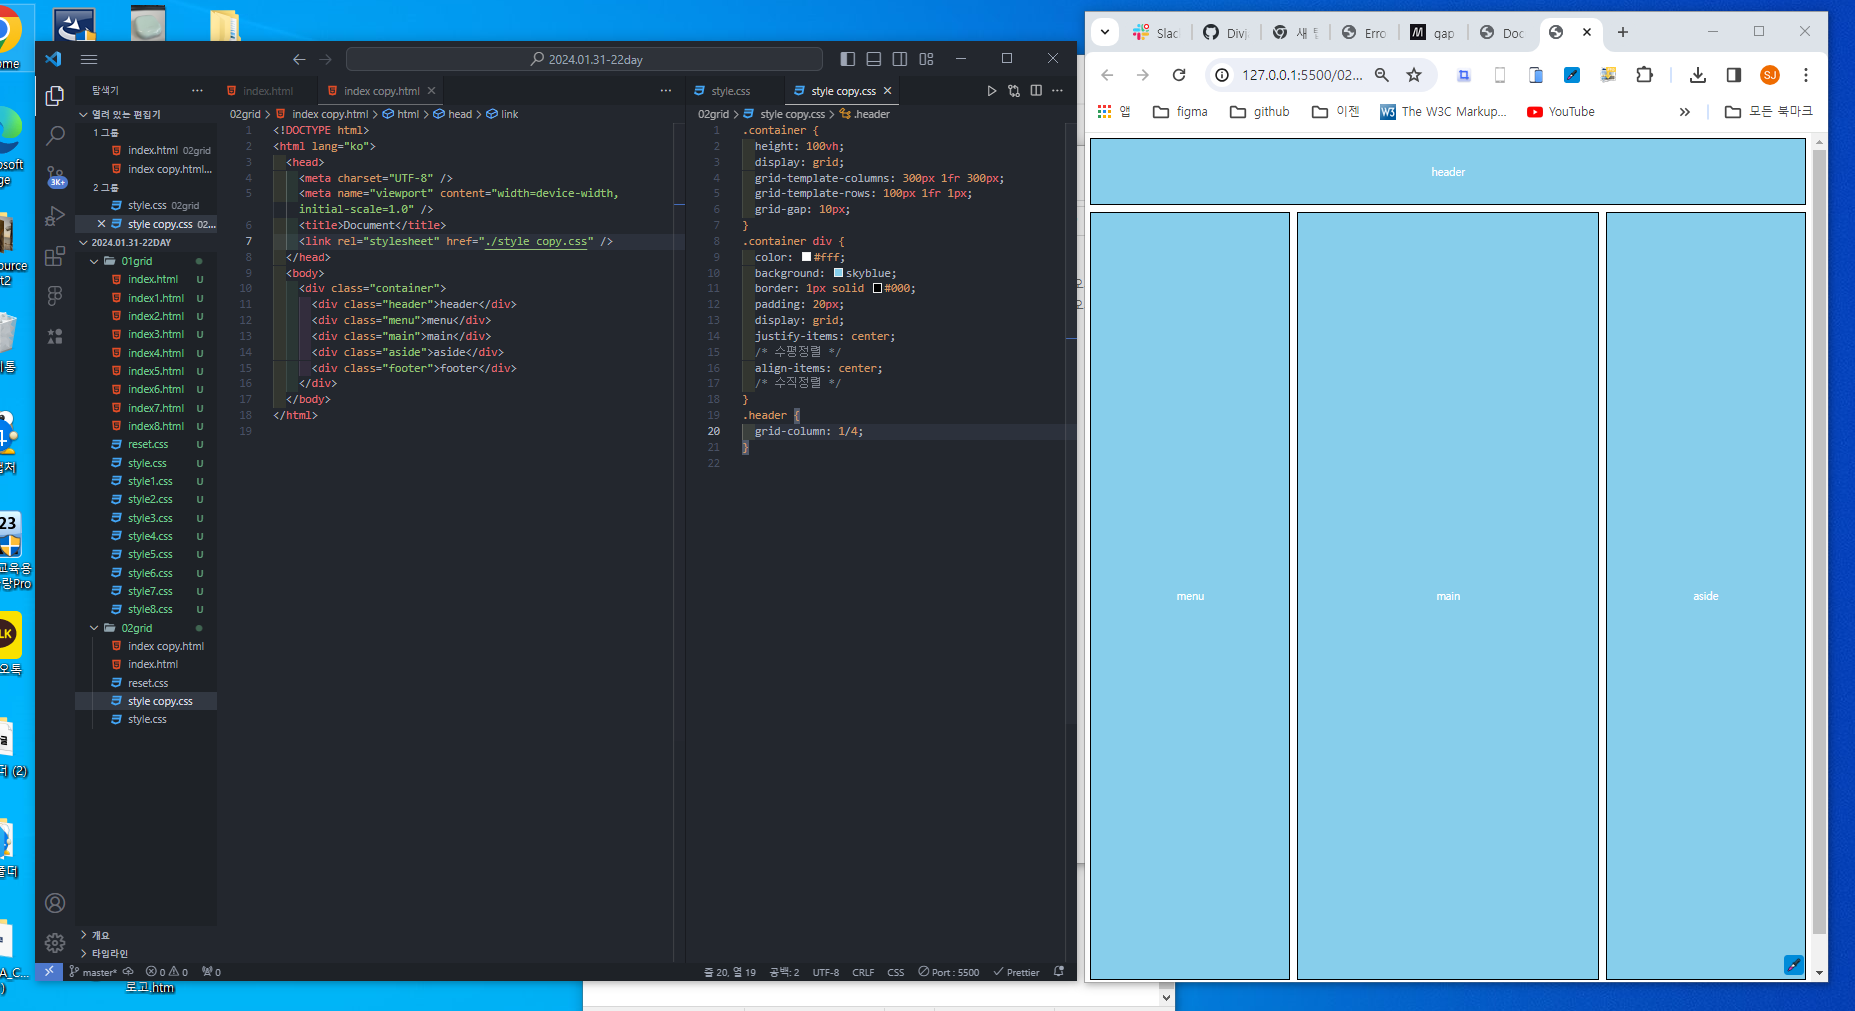 2024.01.31-22day
탐색기
index.html
index copy.html
style.css
style copy.css
열려 있는 편집기
1 그룹
index.html 02grid
index copy.html...
2 그룹
style.css 02grid
style copy.css 02...
2024.01.31-22DAY
01grid
index.html U
index1.html U
index2.html U
index3.html U
index4.html U
index5.html U
index6.html U
index7.html U
index8.html U
reset.css U
style.css U
style1.css U
style2.css U
style3.css U
style4.css U
style5.css U
style6.css U
style7.css U
style8.css U
02grid
index copy.html
index.html
reset.css
style copy.css
style.css
개요
타임라인
3K+
02grid > index copy.html > html > head > link
1 <!DOCTYPE html>
2 <html lang="ko">
3 <head>
4 <meta charset="UTF-8" />
5 <meta name="viewport" content="width=device-width,
initial-scale=1.0" />
6 <title>Document</title>
7 <link rel="stylesheet" href="./style copy.css" />
8 </head>
9 <body>
10 <div class="container">
11 <div class="header">header</div>
12 <div class="menu">menu</div>
13 <div class="main">main</div>
14 <div class="aside">aside</div>
15 <div class="footer">footer</div>
16 </div>
17 </body>
18 </html>
19
02grid > style copy.css > .header
1 .container {
2 height: 100vh;
3 display: grid;
4 grid-template-columns: 300px 1fr 300px;
5 grid-template-rows: 100px 1fr 1px;
6 grid-gap: 10px;
7 }
8 .container div {
9 color: #fff;
10 background: skyblue;
11 border: 1px solid #000;
12 padding: 20px;
13 display: grid;
14 justify-items: center;
15 /* 수평정렬 */
16 align-items: center;
17 /* 수직정렬 */
18 }
19 .header {
20 grid-column: 1/4;
21 }
22
master* 0 0 0
줄 20, 열 19 공백: 2 UTF-8 CRLF CSS Port : 5500 Prettier
로고.htm
Slac
Divj
새 탭
Erro
qap
Doc
127.0.0.1:5500/02...
SJ
앱 figma github 이젠 The W3C Markup... YouTube » 모든 북마크
header
menu
main
aside